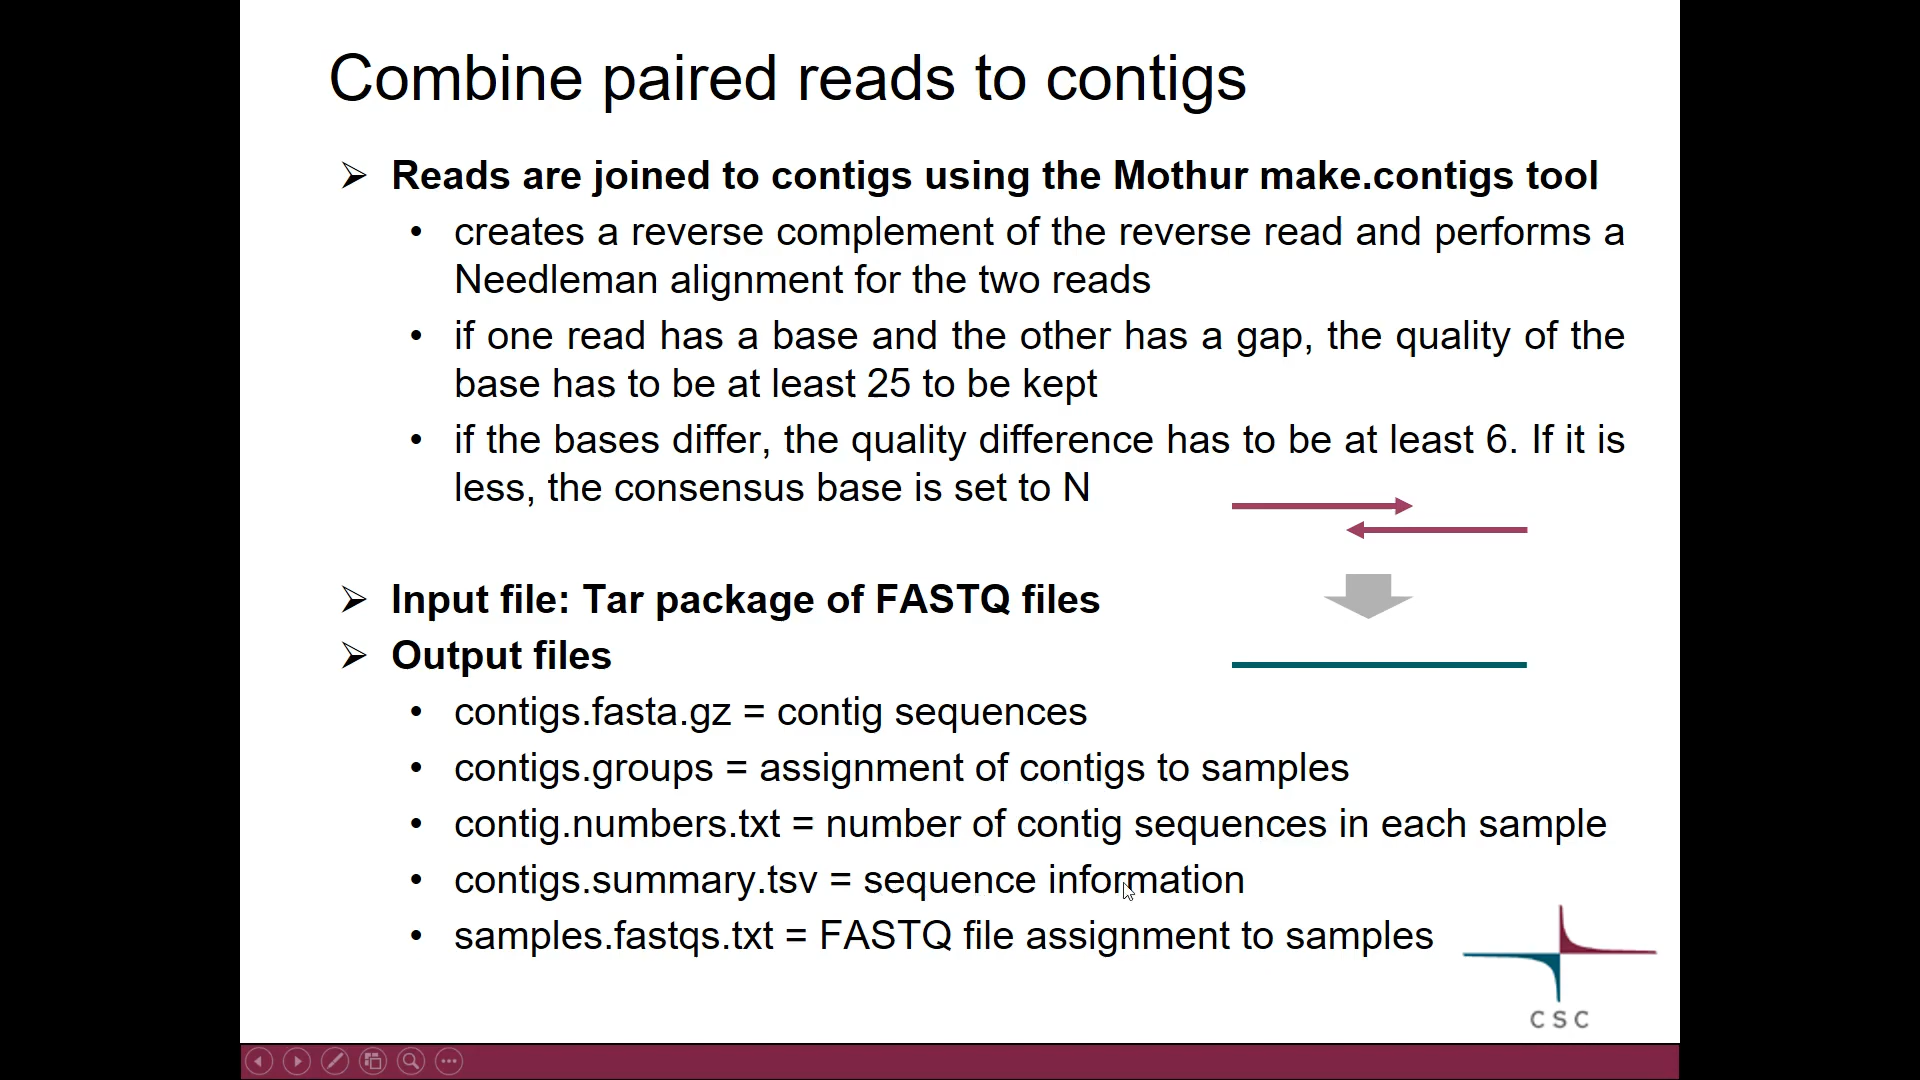 Combine paired reads to contigs
➢ Reads are joined to contigs using the Mothur make.contigs tool
• creates a reverse complement of the reverse read and performs a
Needleman alignment for the two reads
• if one read has a base and the other has a gap, the quality of the
base has to be at least 25 to be kept
• if the bases differ, the quality difference has to be at least 6. If it is
less, the consensus base is set to N
➢ Input file: Tar package of FASTQ files
➢ Output files
• contigs.fasta.gz = contig sequences
• contigs.groups = assignment of contigs to samples
• contig.numbers.txt = number of contig sequences in each sample
• contigs.summary.tsv = sequence information
• samples.fastqs.txt = FASTQ file assignment to samples
CSC